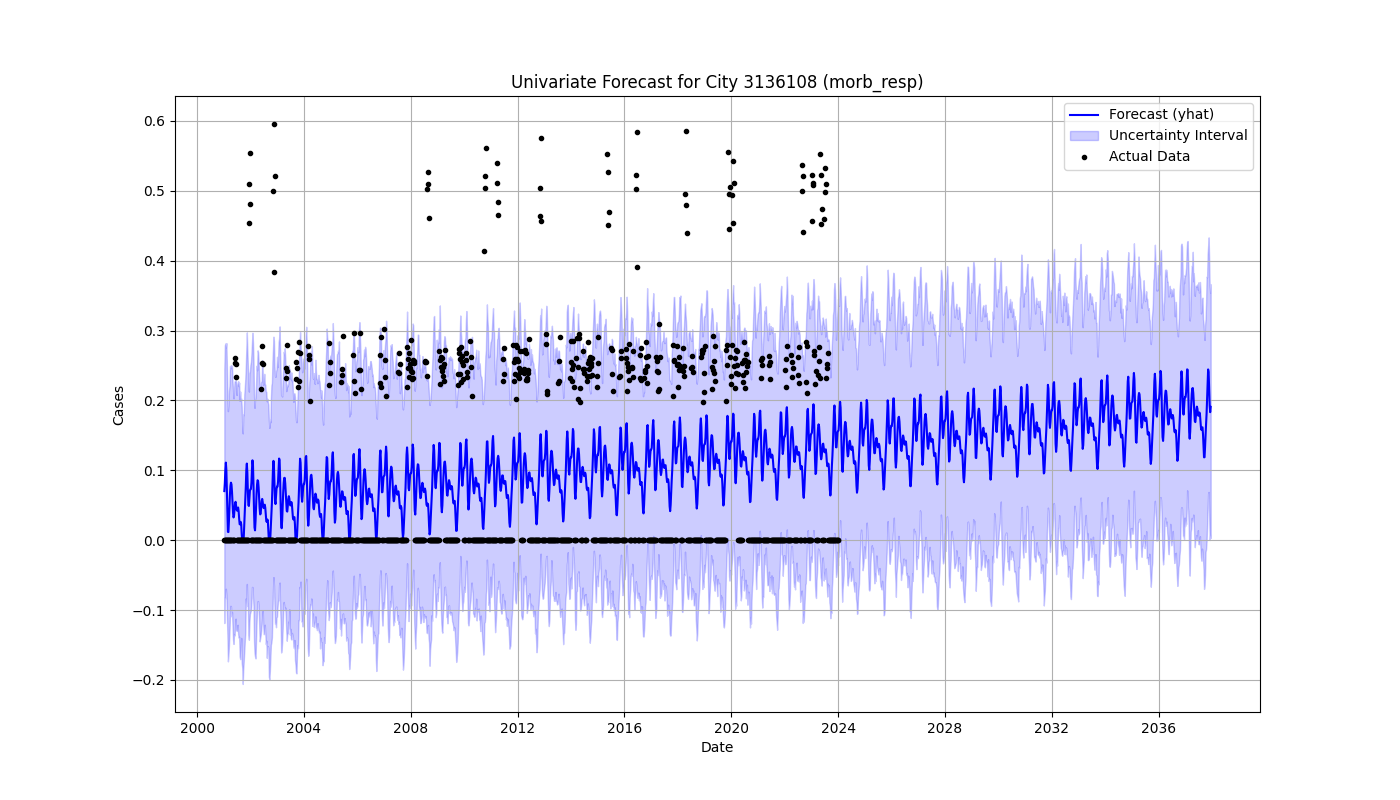 Univariate Forecast for City 3136108 (morb_resp)
Forecast (yhat)
Uncertainty Interval
Actual Data
Cases
0.6
0.5
0.4
0.3
0.2
0.1
0.0
−0.1
−0.2
2000 2004 2008 2012 2016 2020 2024 2028 2032 2036
Date